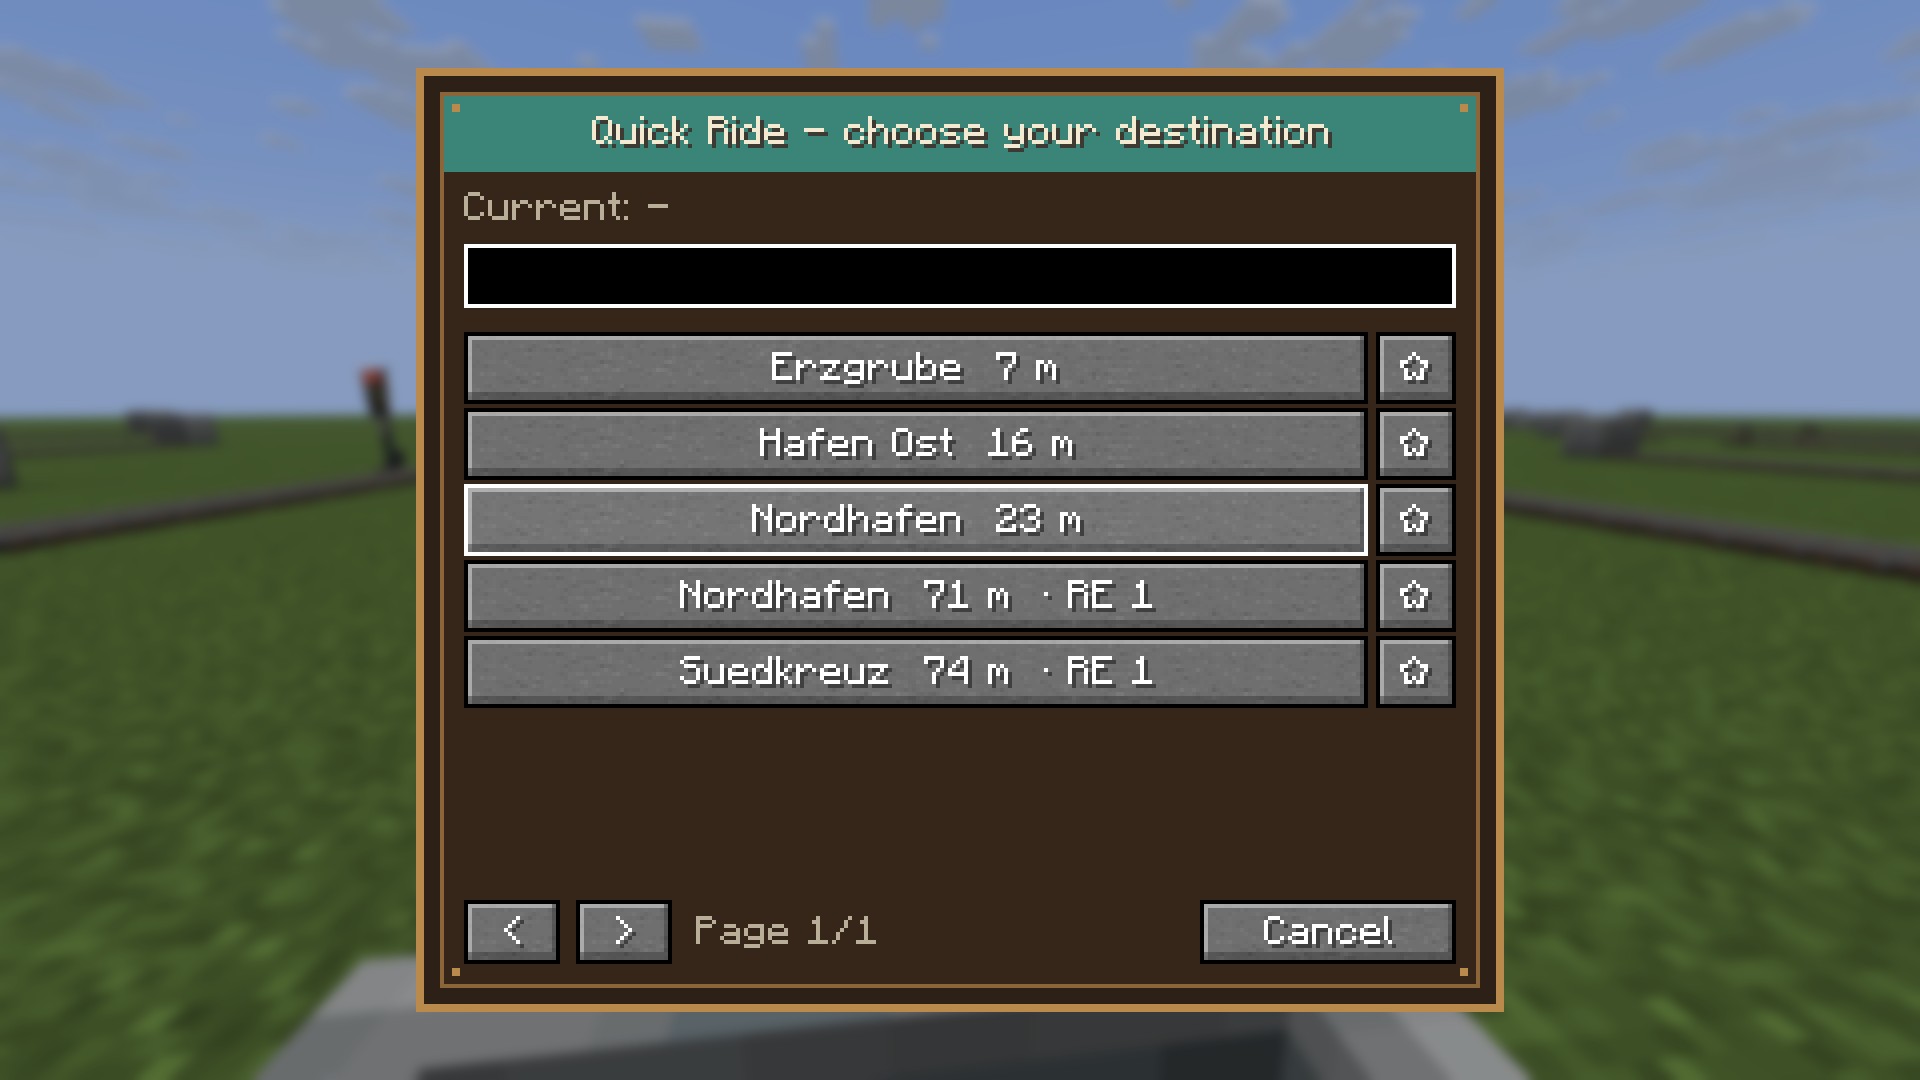 Quick Ride – choose your destination
Current: –
Erzgrube 7 m
Hafen Ost 16 m
Nordhafen 23 m
Nordhafen 71 m · RE 1
Suedkreuz 74 m · RE 1
< > Page 1/1 Cancel